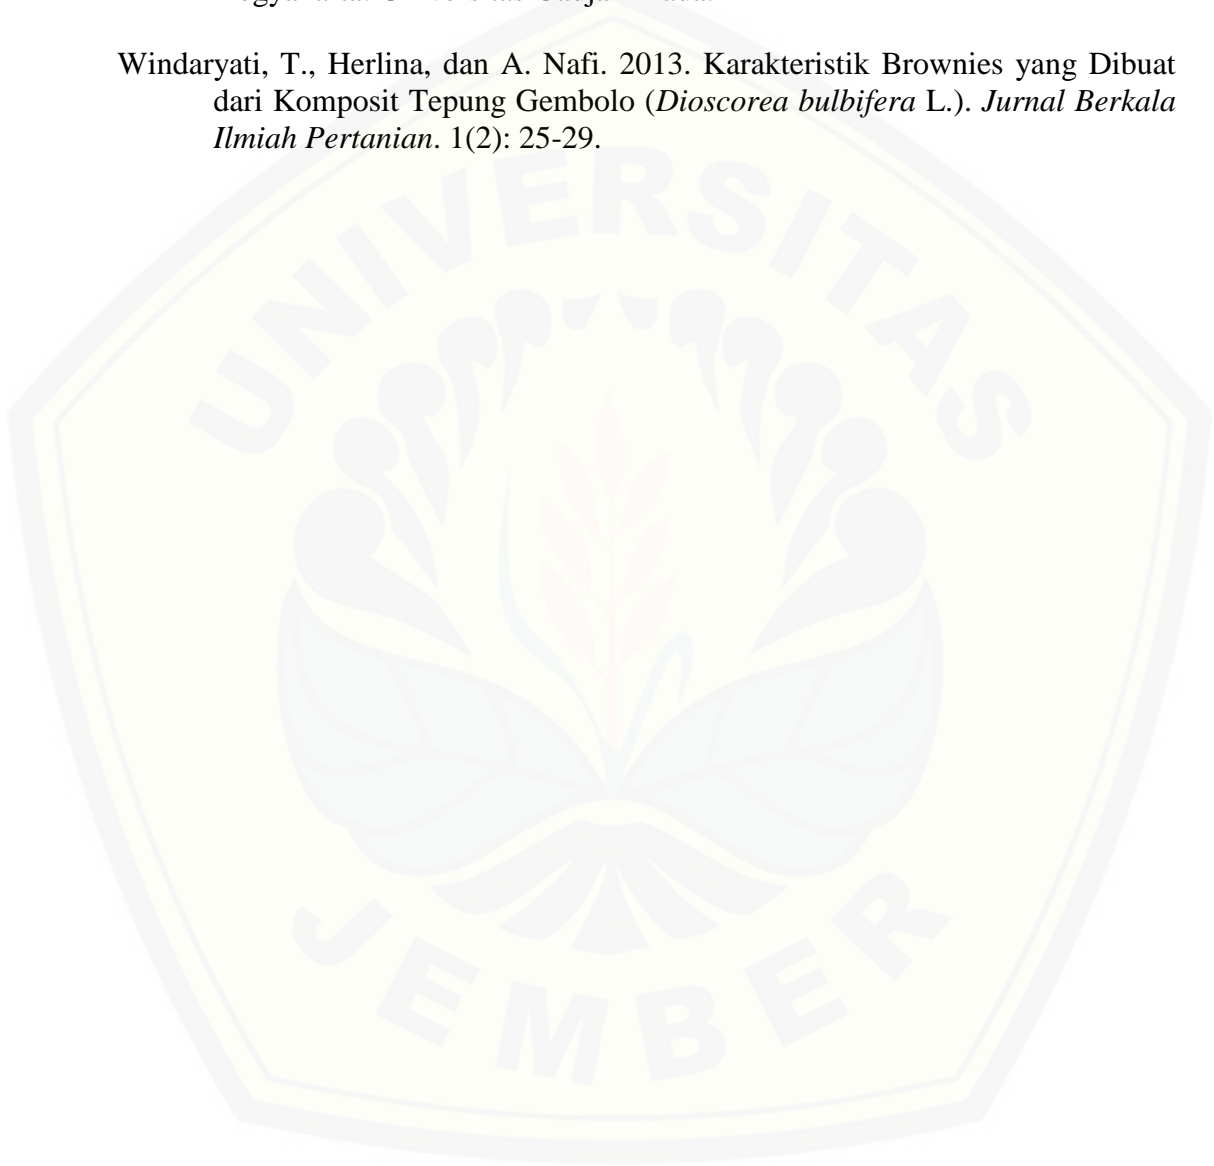 Windaryati, T., Herlina, dan A. Nafi. 2013. Karakteristik Brownies yang Dibuat
dari Komposit Tepung Gembolo (Dioscorea bulbifera L.). Jurnal Berkala
Ilmiah Pertanian. 1(2): 25-29.
UNIVERSITAS
JEMBER